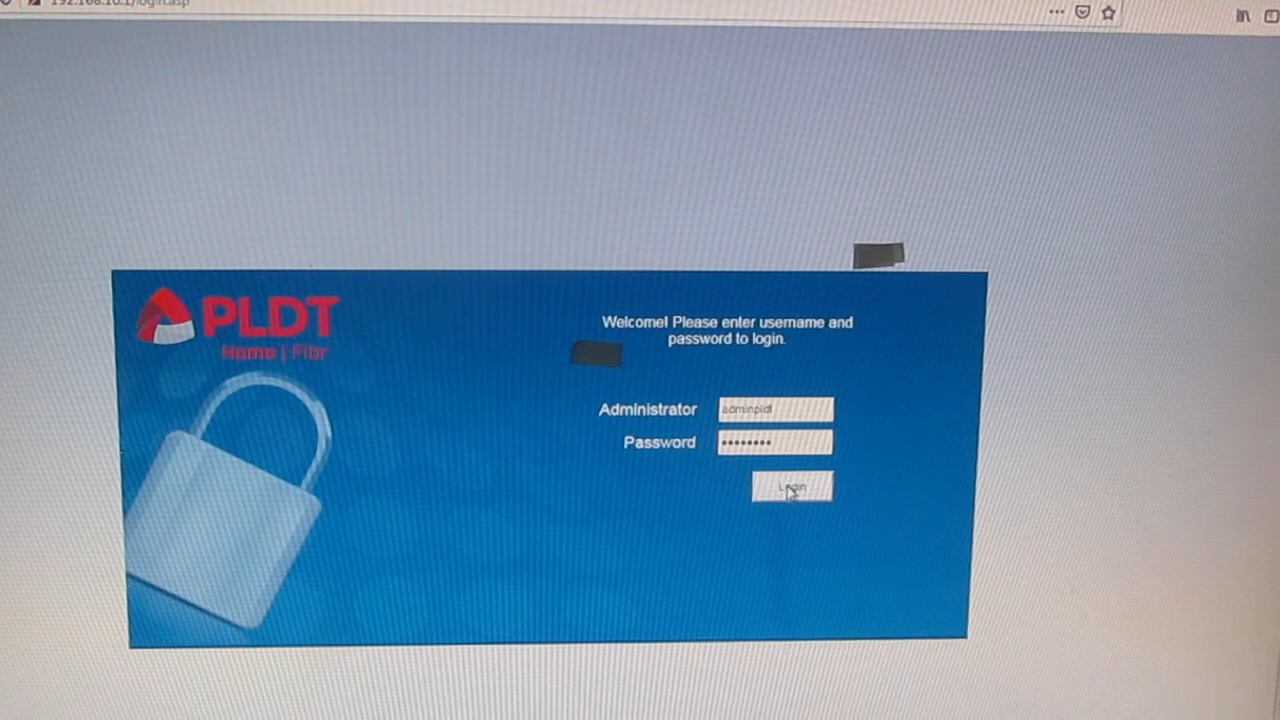 PLDT
Home | Fibr
Welcome! Please enter username and
password to login.
Administrator
adminpldt
Password
Login